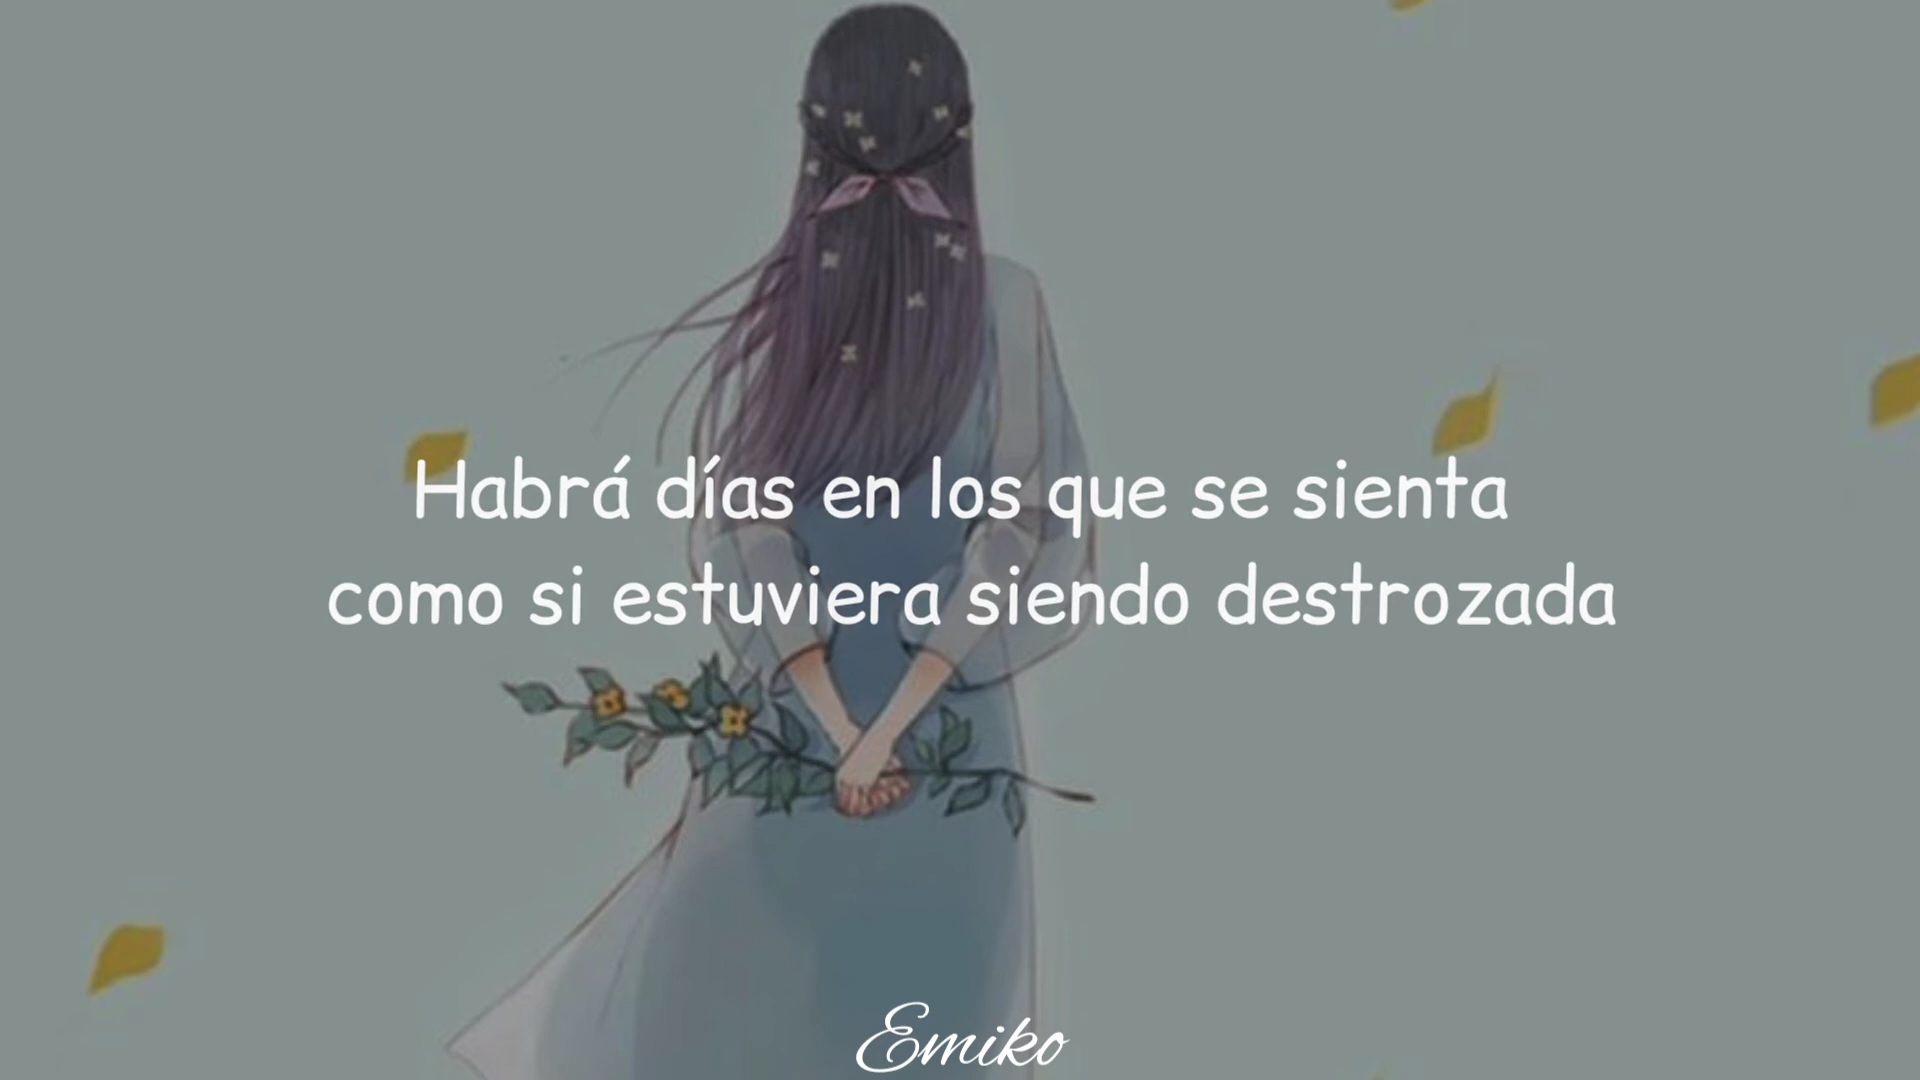 Habrá días en los que se sienta
como si estuviera siendo destrozada
Emiko